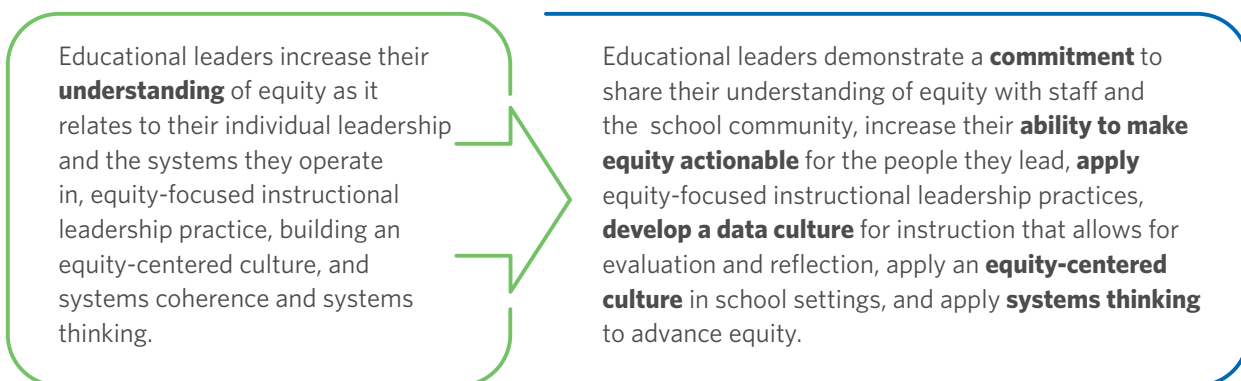 Educational leaders increase their
understanding of equity as it
relates to their individual leadership
and the systems they operate
in, equity-focused instructional
leadership practice, building an
equity-centered culture, and
systems coherence and systems
thinking.
Educational leaders demonstrate a commitment to
share their understanding of equity with staff and
the school community, increase their ability to make
equity actionable for the people they lead, apply
equity-focused instructional leadership practices,
develop a data culture for instruction that allows for
evaluation and reflection, apply an equity-centered
culture in school settings, and apply systems thinking
to advance equity.